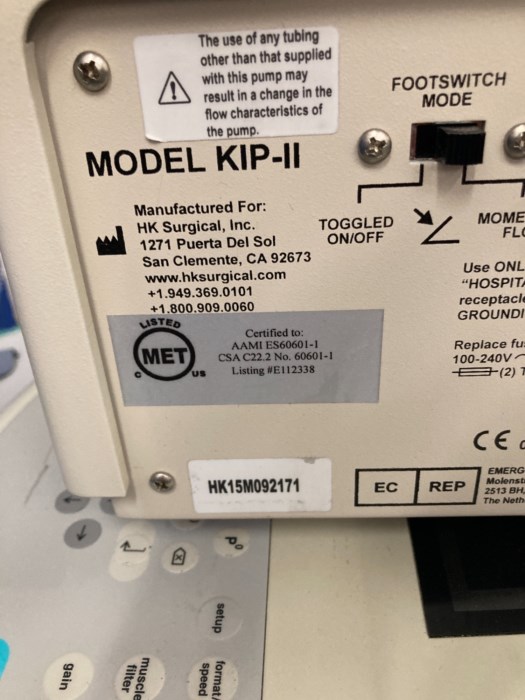 The use of any tubing
other than that supplied
with this pump may
result in a change in the
flow characteristics of
the pump.
FOOTSWITCH
MODE
MODEL KIP-II
Manufactured For:
HK Surgical, Inc.
1271 Puerta Del Sol
San Clemente, CA 92673
www.hksurgical.com
+1.949.369.0101
+1.800.909.0060
TOGGLED
ON/OFF
MOME
FL
Use ONL
"HOSPIT
receptacl
GROUNDI
Replace fu
100-240V
(2)
LISTED
MET
C US
Certified to:
AAMI ES60601-1
CSA C22.2 No. 60601-1
Listing #E112338
CE
HK15M092171
EC REP
EMERG
Molenst
2513 BH,
The Neth
P⁰
setup
format/
speed
muscle
filter
gain